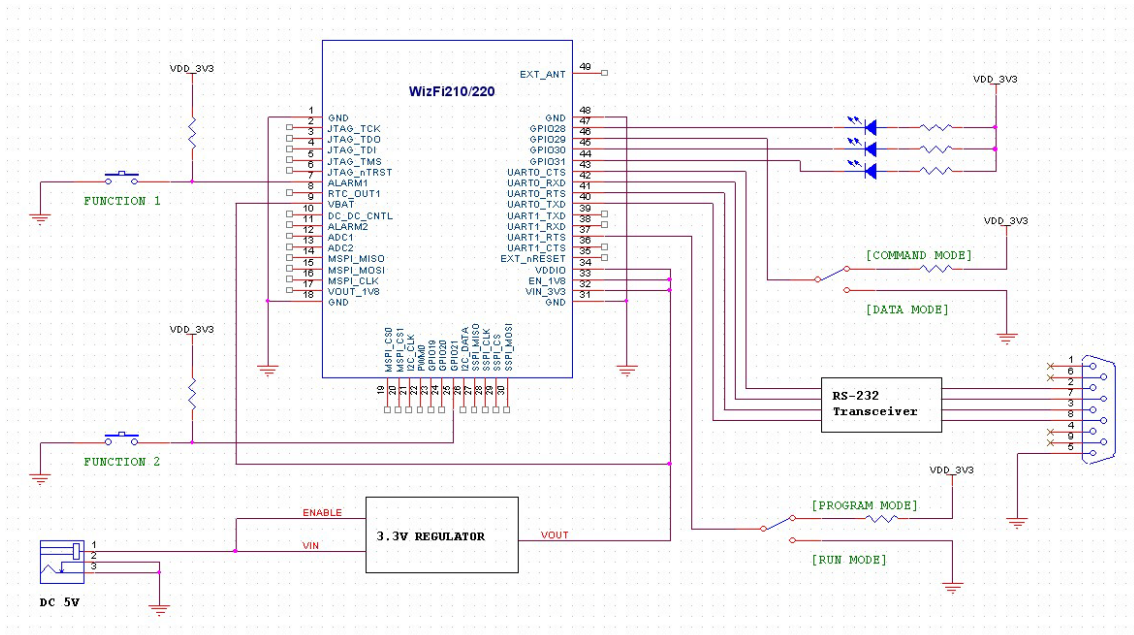 WizFi210/220
EXT_ANT 49
1 GND
2 JTAG_TCK
3 JTAG_TDO
4 JTAG_TDI
5 JTAG_TMS
6 JTAG_nTRST
7 ALARM1
8 RTC_OUT1
9 VBAT
10 DC_DC_CNTL
11 ALARM2
12 ADC1
13 ADC2
14 MSPI_MISO
15 MSPI_MOSI
16 MSPI_CLK
17 VOUT_1V8
18 GND
GND 48
GPIO28 47
GPIO29 46
GPIO30 45
GPIO31 44
UART0_CTS 43
UART0_RXD 42
UART0_RTS 41
UART0_TXD 40
UART1_TXD 39
UART1_RXD 38
UART1_RTS 37
UART1_CTS 36
EXT_nRESET 35
VDDIO 34
EN_1V8 33
VIN_3V3 32
GND 31
MSPI_CS0 19
MSPI_CS1 20
I2C_CLK 21
PWM0 22
GPIO19 23
GPIO20 24
GPIO21 25
I2C_DATA 26
SSPI_MISO 27
SSPI_CLK 28
SSPI_CS 29
SSPI_MOSI 30
VDD_3V3
FUNCTION 1
VDD_3V3
FUNCTION 2
VDD_3V3
VDD_3V3
[COMMAND MODE]
[DATA MODE]
RS-232
Transceiver
1
6
2
7
3
8
4
9
5
VDD_3V3
[PROGRAM MODE]
[RUN MODE]
ENABLE
VIN
3.3V REGULATOR
VOUT
1
2
3
DC 5V